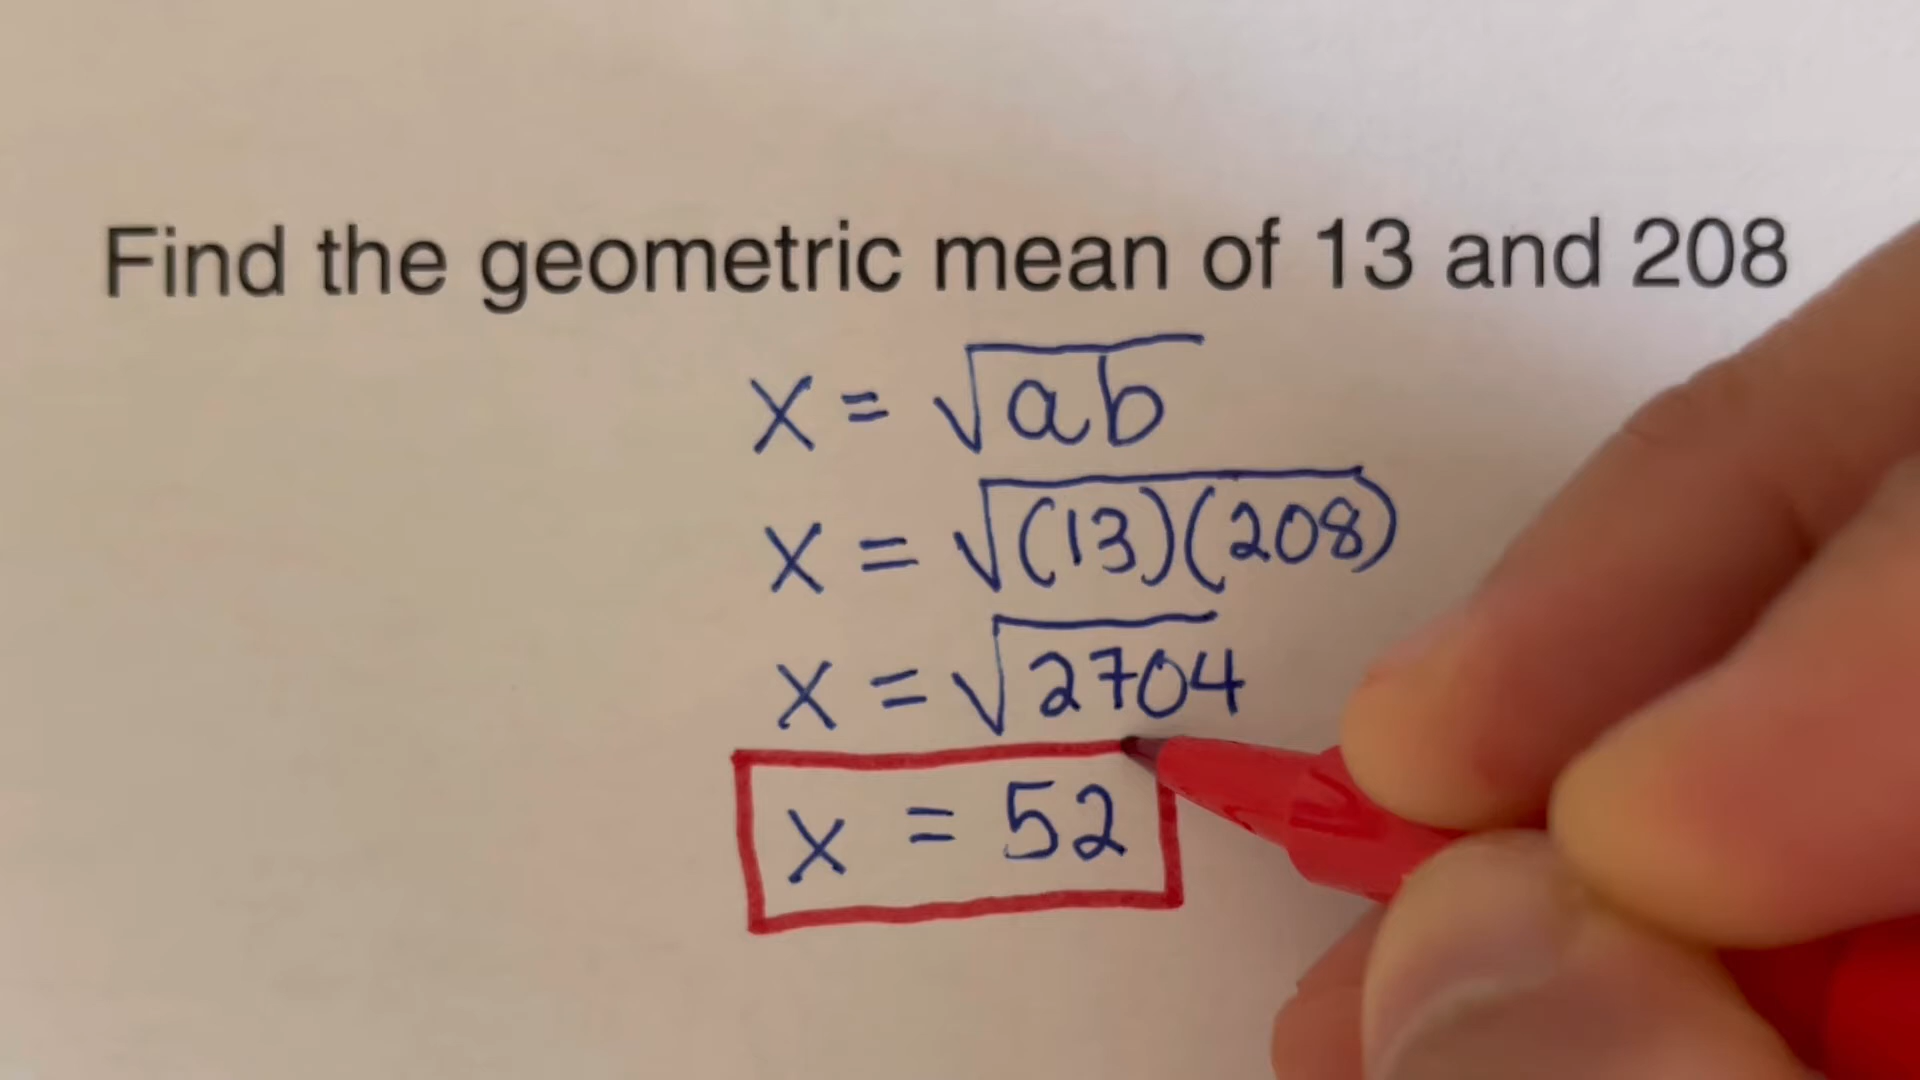 Find the geometric mean of 13 and 208
x = √ab
x = √(13)(208)
x = √2704
x = 52